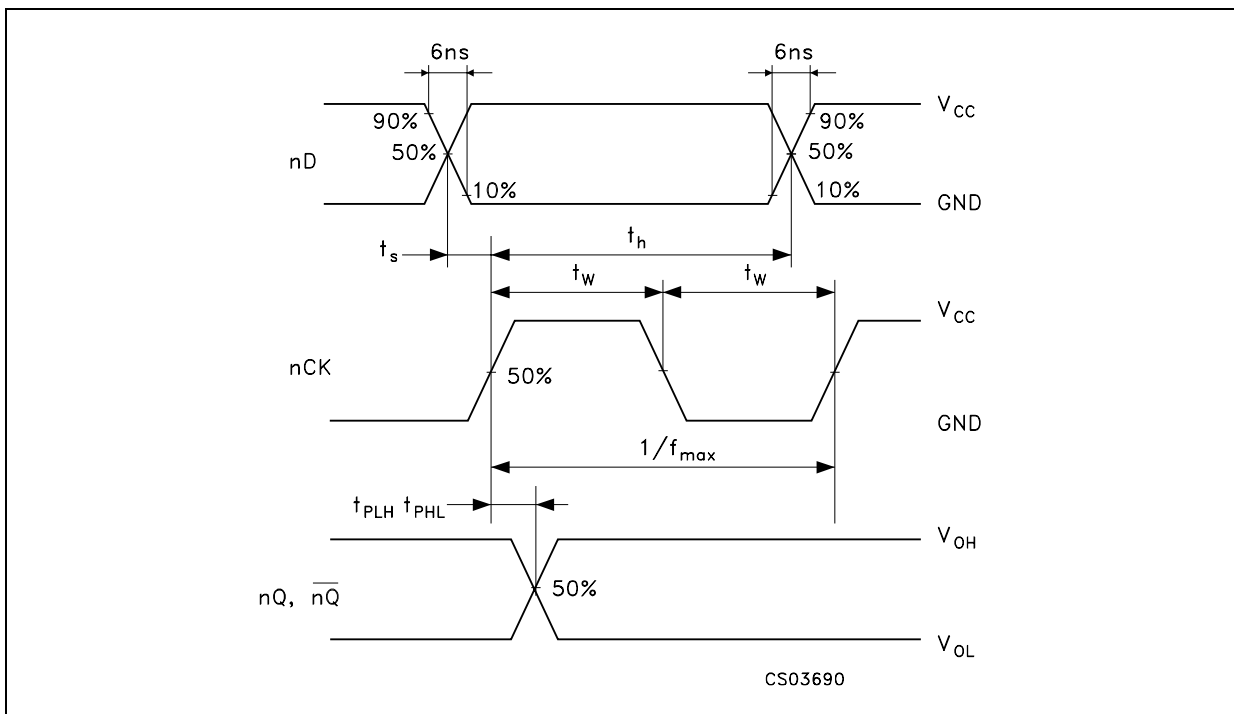 6ns 6ns
V_CC
90% 90%
nD 50% 50%
10% 10%
GND
t_s t_h
t_W t_W
V_CC
nCK 50%
GND
1/f_max
t_PLH t_PHL
V_OH
nQ, n̅Q̅ 50%
V_OL
CS03690